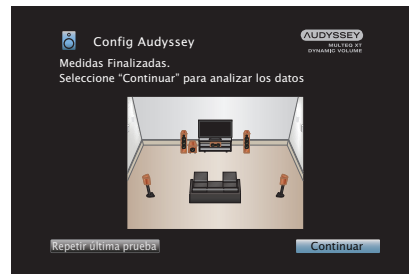 Config Audyssey
AUDYSSEY
MULTEQ XT
DYNAMIC VOLUME
Medidas Finalizadas.
Seleccione “Continuar” para analizar los datos
Repetir última prueba
Continuar